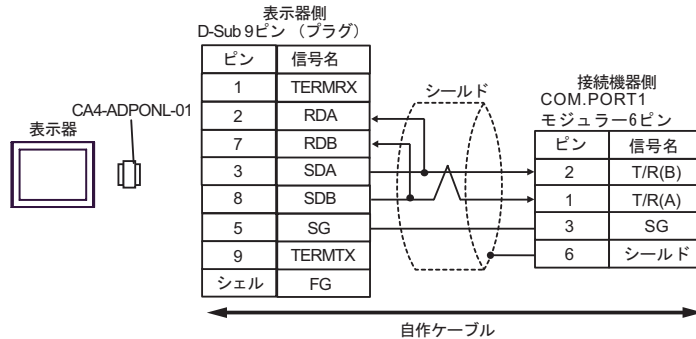 表示器側
D-Sub 9ピン （プラグ）
ピン 信号名
1 TERMRX
2 RDA
7 RDB
3 SDA
8 SDB
5 SG
9 TERMTX
シェル FG
シールド
接続機器側
COM.PORT1
モジュラー6ピン
ピン 信号名
2 T/R(B)
1 T/R(A)
3 SG
6 シールド
CA4-ADPONL-01
表示器
自作ケーブル